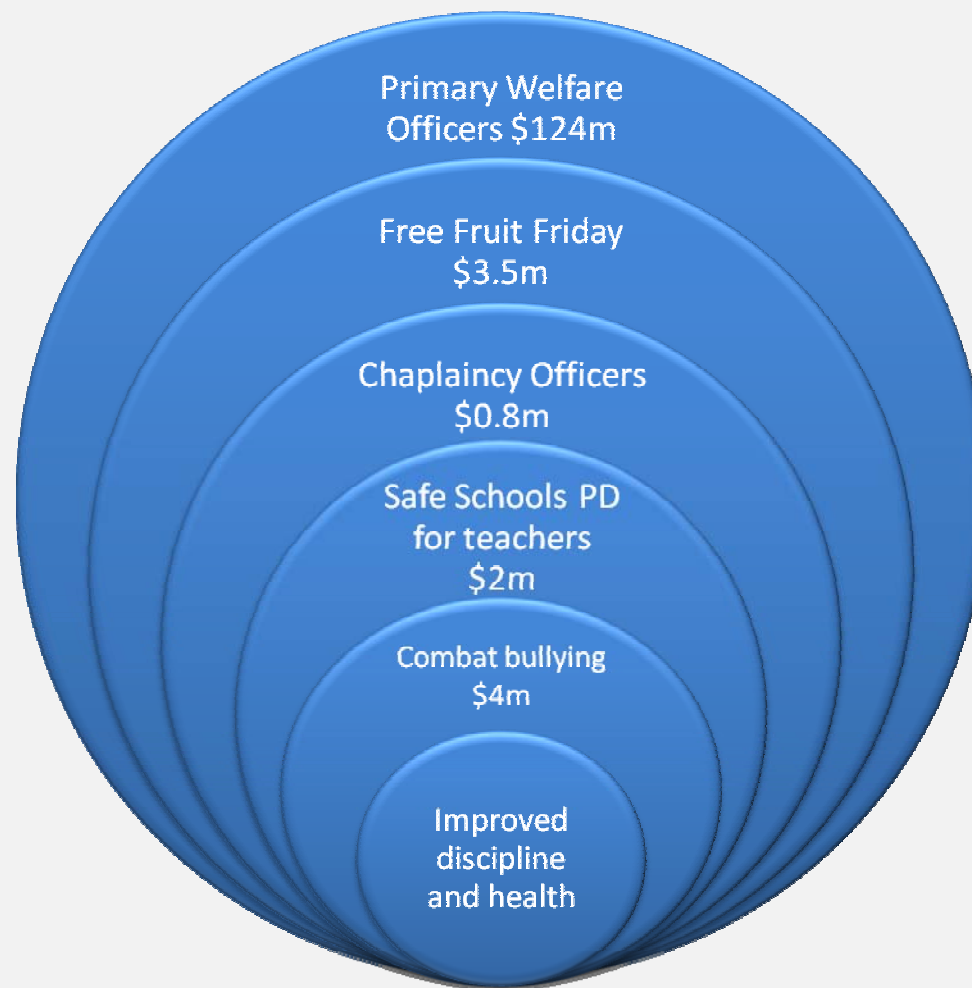 Primary Welfare
Officers $124m
Free Fruit Friday
$3.5m
Chaplaincy Officers
$0.8m
Safe Schools PD
for teachers
$2m
Combat bullying
$4m
Improved
discipline
and health